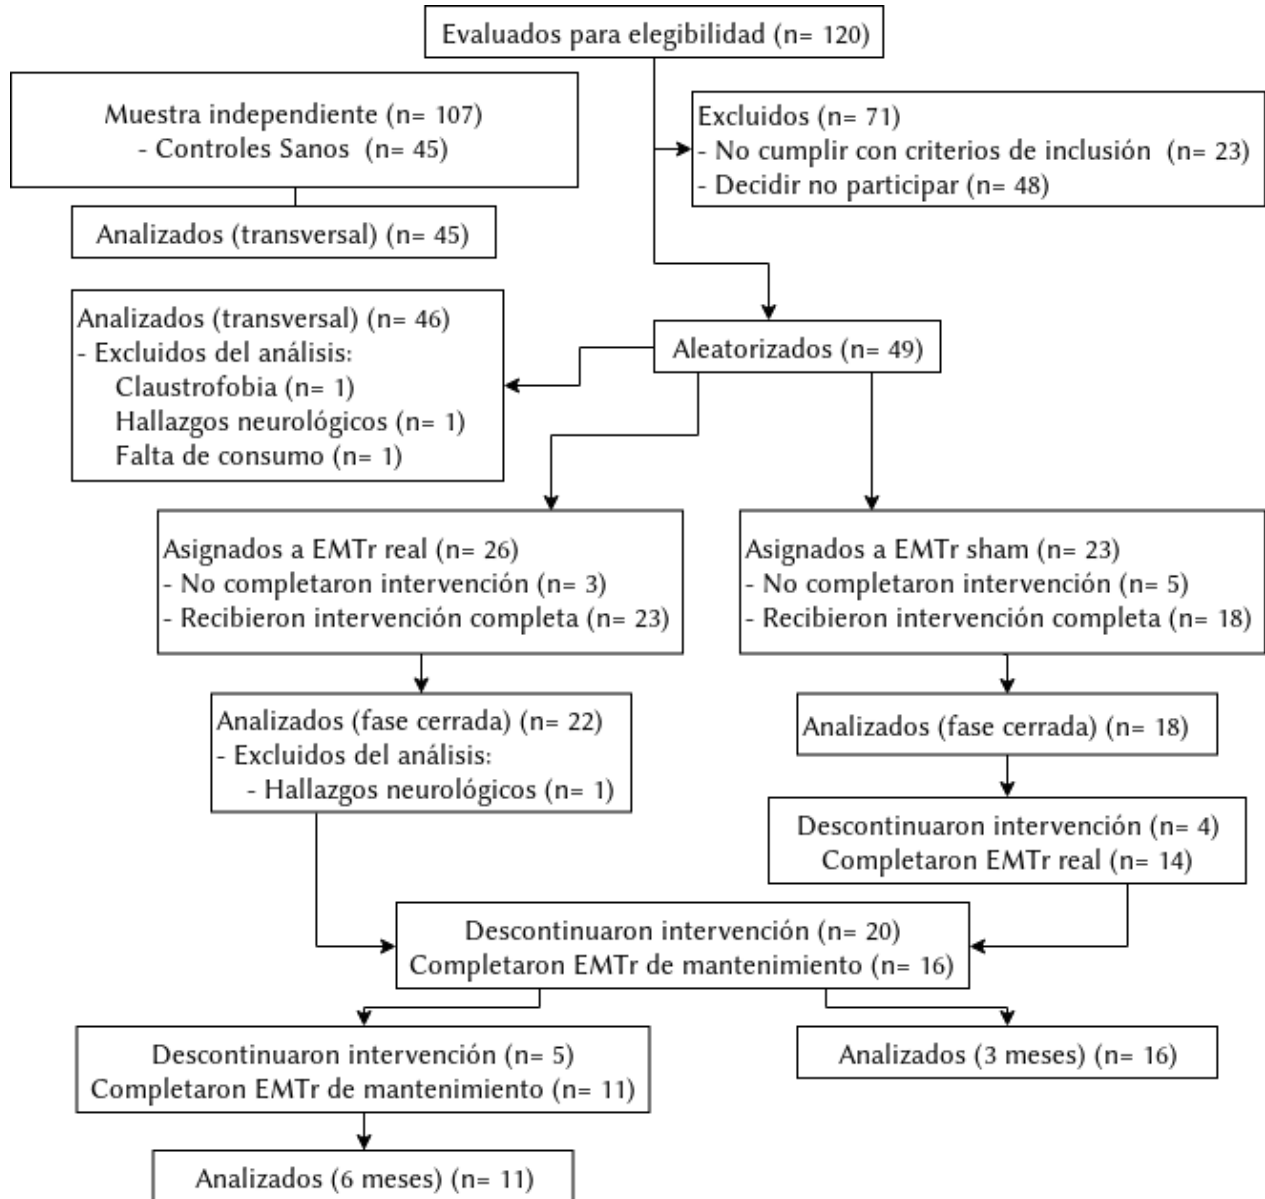 Evaluados para elegibilidad (n= 120)
Muestra independiente (n= 107)
- Controles Sanos (n= 45)
Excluidos (n= 71)
- No cumplir con criterios de inclusión (n= 23)
- Decidir no participar (n= 48)
Analizados (transversal) (n= 45)
Analizados (transversal) (n= 46)
- Excluidos del análisis:
Claustrofobia (n= 1)
Hallazgos neurológicos (n= 1)
Falta de consumo (n= 1)
Aleatorizados (n= 49)
Asignados a EMTr real (n= 26)
- No completaron intervención (n= 3)
- Recibieron intervención completa (n= 23)
Asignados a EMTr sham (n= 23)
- No completaron intervención (n= 5)
- Recibieron intervención completa (n= 18)
Analizados (fase cerrada) (n= 22)
- Excluidos del análisis:
- Hallazgos neurológicos (n= 1)
Analizados (fase cerrada) (n= 18)
Descontinuaron intervención (n= 4)
Completaron EMTr real (n= 14)
Descontinuaron intervención (n= 20)
Completaron EMTr de mantenimiento (n= 16)
Descontinuaron intervención (n= 5)
Completaron EMTr de mantenimiento (n= 11)
Analizados (3 meses) (n= 16)
Analizados (6 meses) (n= 11)